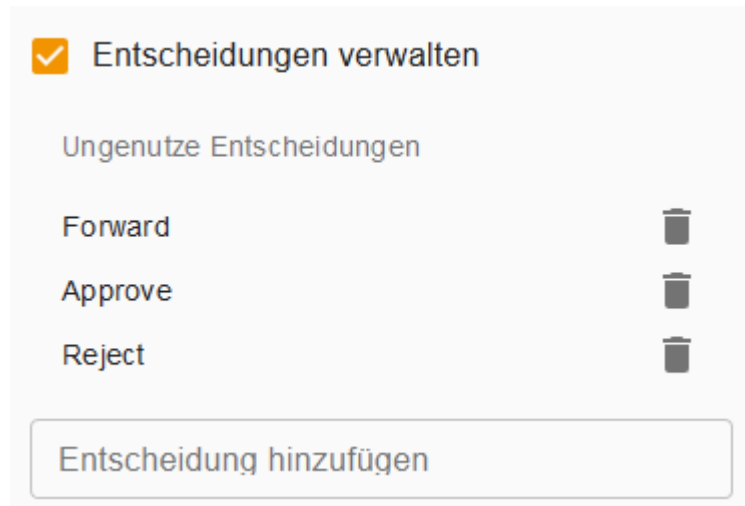 Entscheidungen verwalten
Ungenutze Entscheidungen
Forward
Approve
Reject
Entscheidung hinzufügen